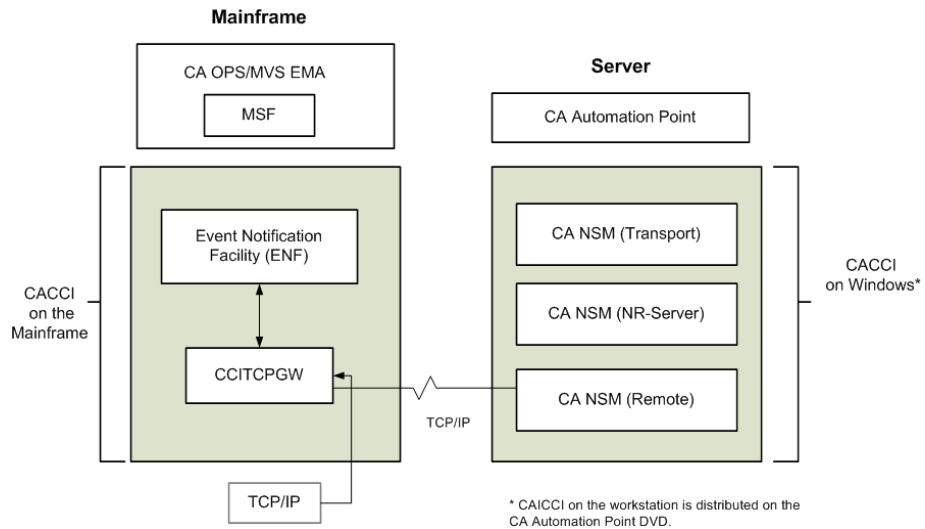 Mainframe
CA OPS/MVS EMA
MSF
Server
CA Automation Point
CACCI
on the
Mainframe
Event Notification
Facility (ENF)
CCITCPGW
TCP/IP
TCP/IP
CA NSM (Transport)
CA NSM (NR-Server)
CA NSM (Remote)
CACCI
on Windows*
* CAICCI on the workstation is distributed on the
CA Automation Point DVD.